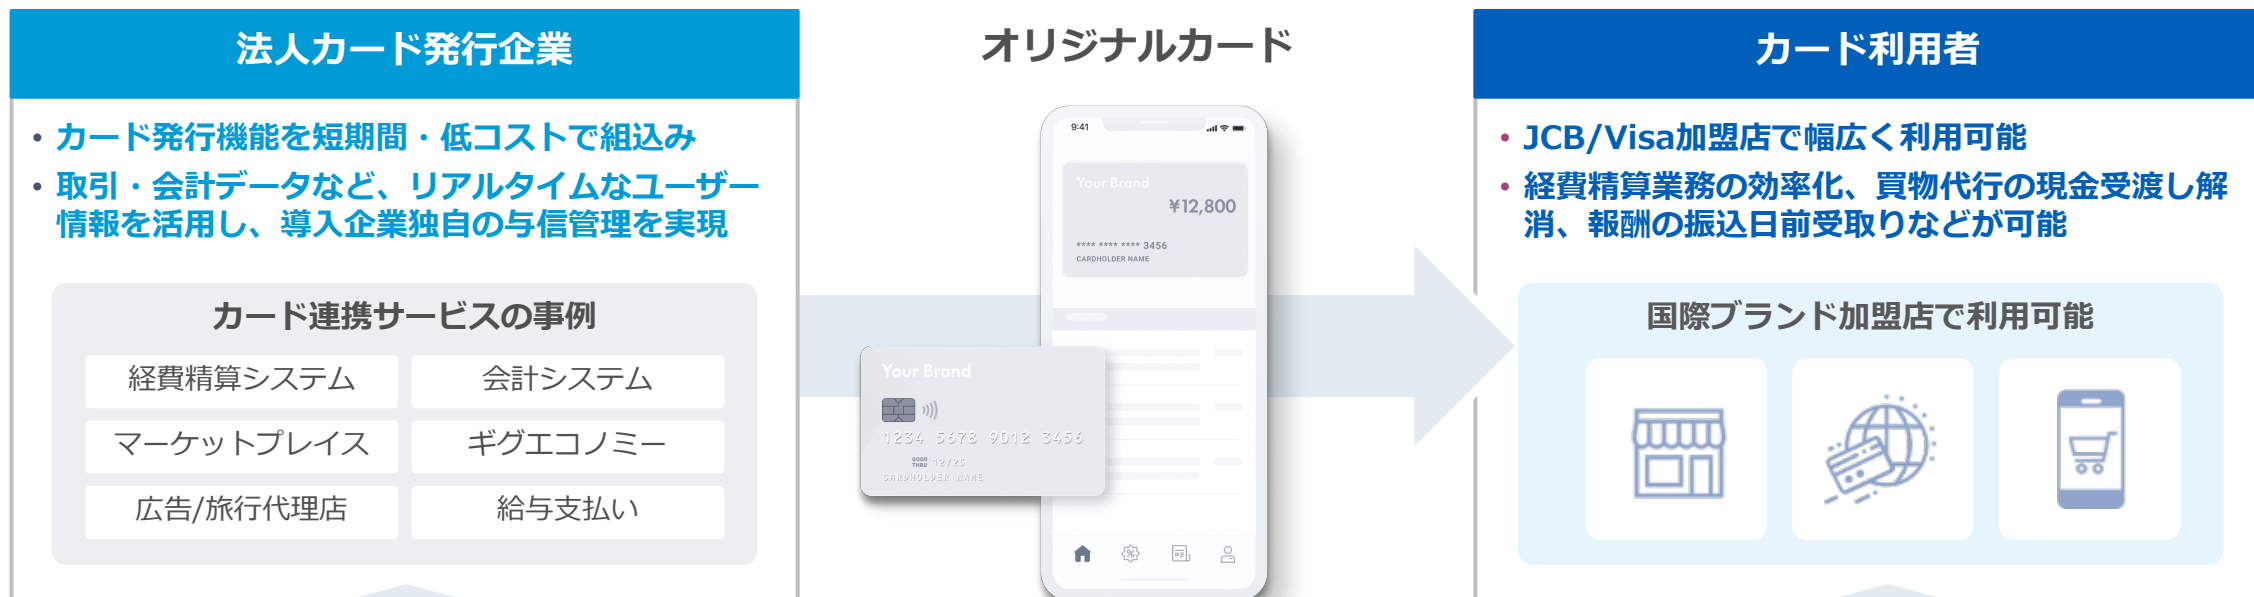 法人カード発行企業
• カード発行機能を短期間・低コストで組込み
• 取引・会計データなど、リアルタイムなユーザー
情報を活用し、導入企業独自の与信管理を実現
カード連携サービスの事例
経費精算システム
会計システム
マーケットプレイス
ギグエコノミー
広告/旅行代理店
給与支払い
オリジナルカード
9:41
Your Brand
¥12,800
**** **** **** 3456
CARDHOLDER NAME
Your Brand
1234 5678 9012 3456
GOOD
THRU 12/25
CARDHOLDER NAME
カード利用者
• JCB/Visa加盟店で幅広く利用可能
• 経費精算業務の効率化、買物代行の現金受渡し解
消、報酬の振込日前受取りなどが可能
国際ブランド加盟店で利用可能